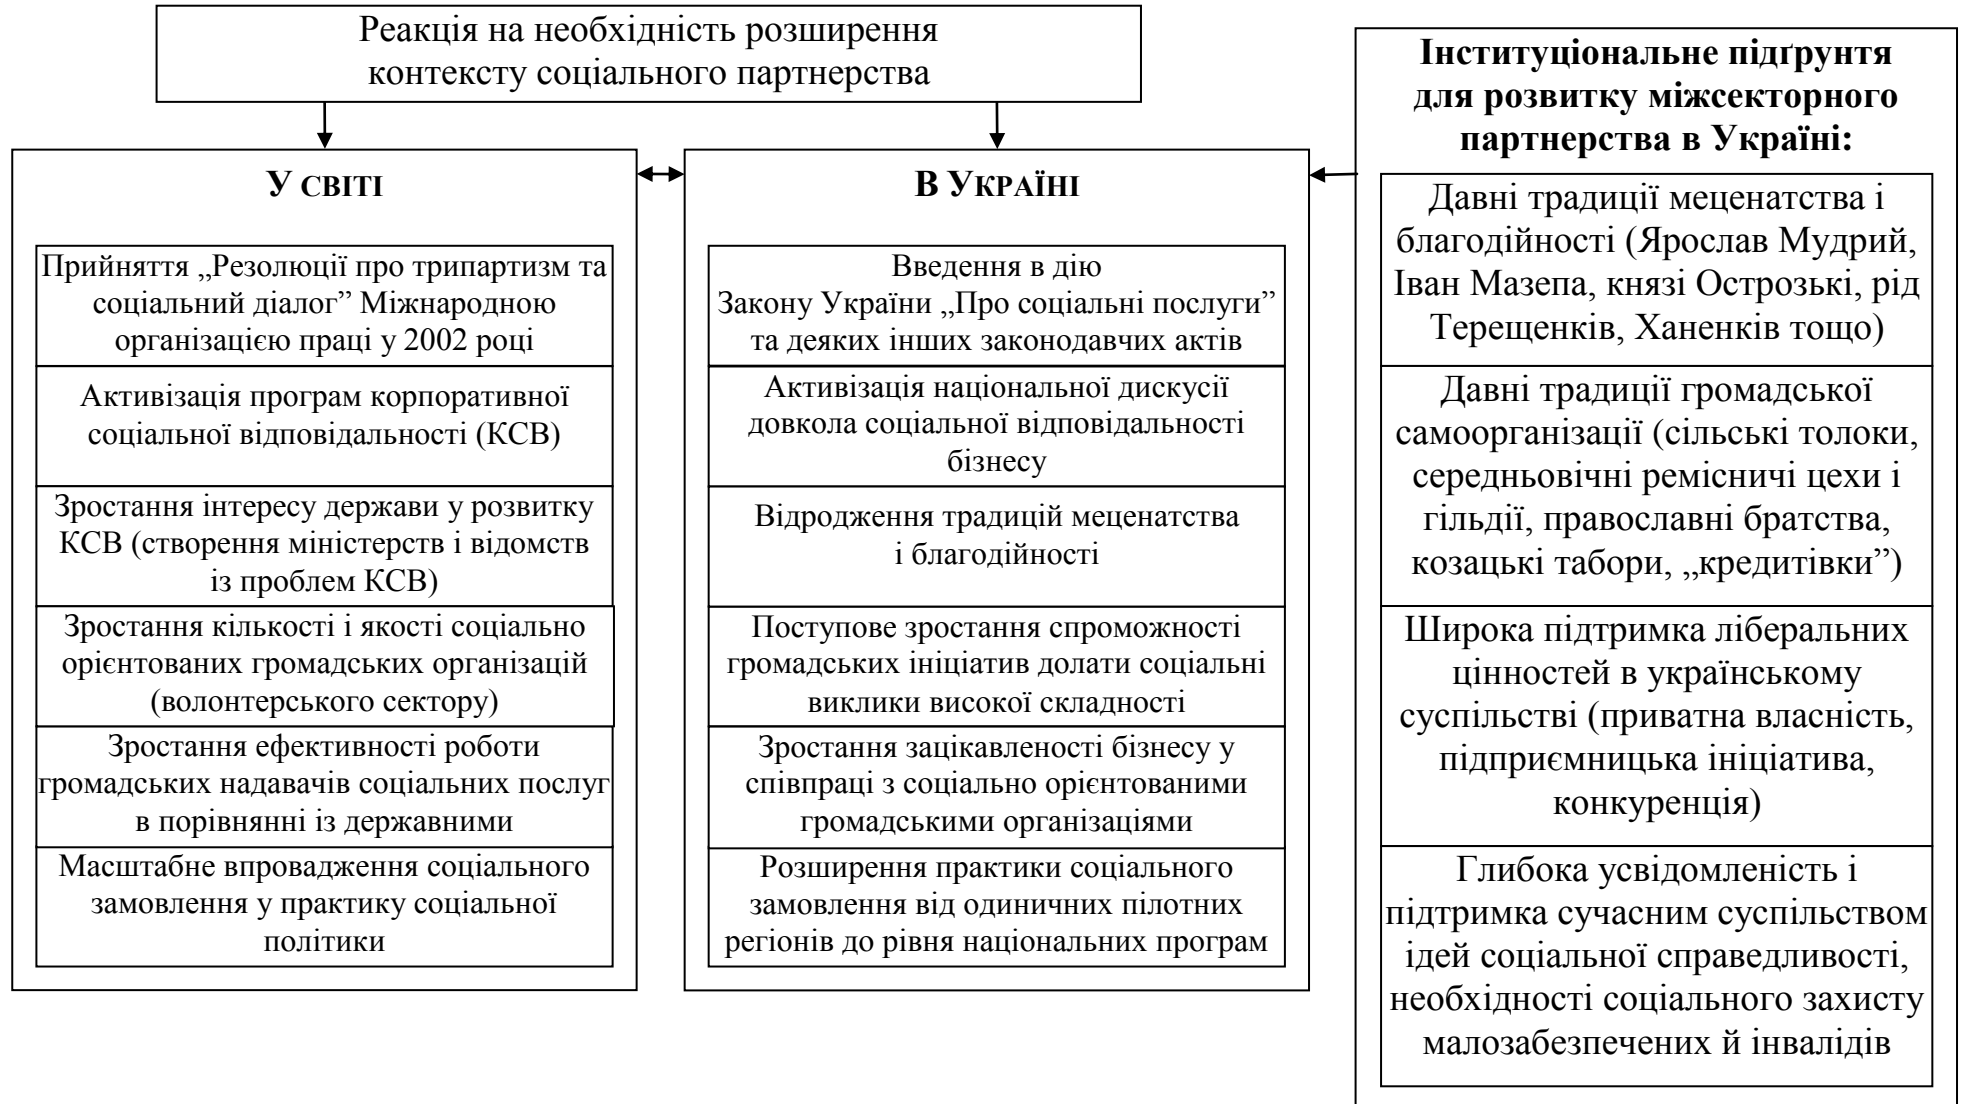 Реакція на необхідність розширення
контексту соціального партнерства
У СВІТІ
Прийняття „Резолюції про трипартизм та
соціальний діалог” Міжнародною
організацією праці у 2002 році
Активізація програм корпоративної
соціальної відповідальності (КСВ)
Зростання інтересу держави у розвитку
КСВ (створення міністерств і відомств
із проблем КСВ)
Зростання кількості і якості соціально
орієнтованих громадських організацій
(волонтерського сектору)
Зростання ефективності роботи
громадських надавачів соціальних послуг
в порівнянні із державними
Масштабне впровадження соціального
замовлення у практику соціальної
політики
В УКРАЇНІ
Введення в дію
Закону України „Про соціальні послуги”
та деяких інших законодавчих актів
Активізація національної дискусії
довкола соціальної відповідальності
бізнесу
Відродження традицій меценатства
і благодійності
Поступове зростання спроможності
громадських ініціатив долати соціальні
виклики високої складності
Зростання зацікавленості бізнесу у
співпраці з соціально орієнтованими
громадськими організаціями
Розширення практики соціального
замовлення від одиничних пілотних
регіонів до рівня національних програм
Інституціональне підґрунтя
для розвитку міжсекторного
партнерства в Україні:
Давні традиції меценатства і
благодійності (Ярослав Мудрий,
Іван Мазепа, князі Острозькі, рід
Терещенків, Ханенків тощо)
Давні традиції громадської
самоорганізації (сільські толоки,
середньовічні ремісничі цехи і
гільдії, православні братства,
козацькі табори, „кредитівки”)
Широка підтримка ліберальних
цінностей в українському
суспільстві (приватна власність,
підприємницька ініціатива,
конкуренція)
Глибока усвідомленість і
підтримка сучасним суспільством
ідей соціальної справедливості,
необхідності соціального захисту
малозабезпечених й інвалідів